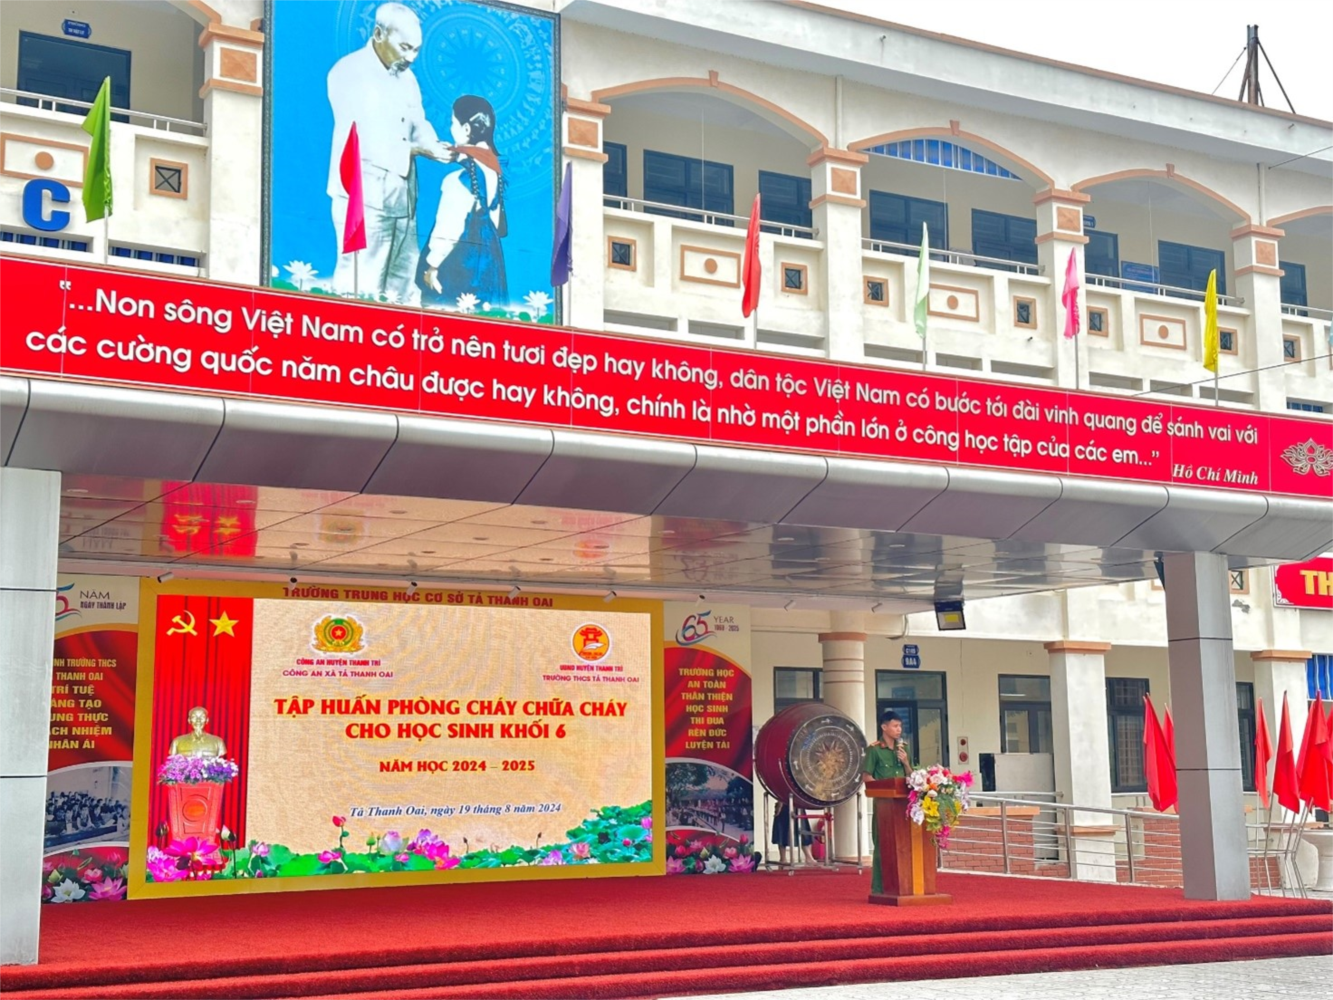 C
"...Non sông Việt Nam có trở nên tươi đẹp hay không, dân tộc Việt Nam có bước tới đài vinh quang để sánh vai với
các cường quốc năm châu được hay không, chính là nhờ một phần lớn ở công học tập của các em..."
Hồ Chí Minh
TH
TRƯỜNG TRUNG HỌC CƠ SỞ TẢ THANH OAI
5 NĂM
NGÀY THÀNH LẬP
TRƯỜNG THCS
THANH OAI
TRÍ TUỆ
NHÂN ÁI
CÔNG AN HUYỆN THANH TRÌ
CÔNG AN XÃ TẢ THANH OAI
UBND HUYỆN THANH TRÌ
TRƯỜNG THCS TẢ THANH OAI
TẬP HUẤN PHÒNG CHÁY CHỮA CHÁY
CHO HỌC SINH KHỐI 6
NĂM HỌC 2024 - 2025
Tả Thanh Oai, ngày 19 tháng 8 năm 2024
65 YEAR
TRƯỜNG HỌC
AN TOÀN
THÂN THIỆN
HỌC SINH
THI ĐUA
RÈN ĐỨC
LUYỆN TÀI